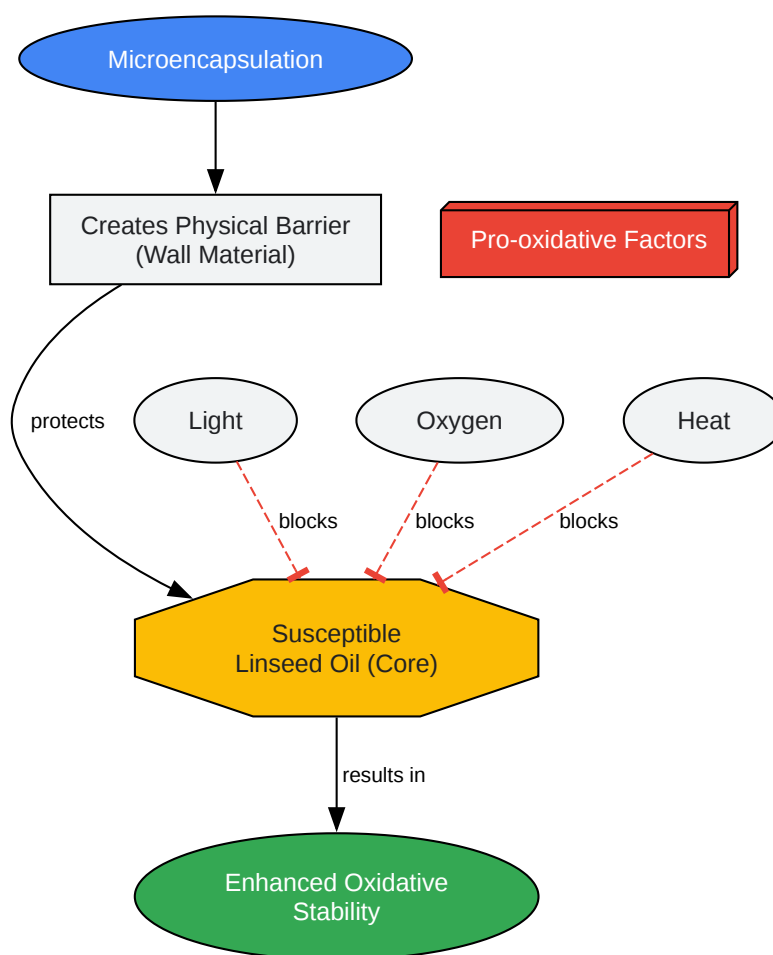 Microencapsulation
Creates Physical Barrier
(Wall Material)
Pro-oxidative Factors
protects
Light
Oxygen
Heat
blocks
blocks
blocks
Susceptible
Linseed Oil (Core)
results in
Enhanced Oxidative
Stability